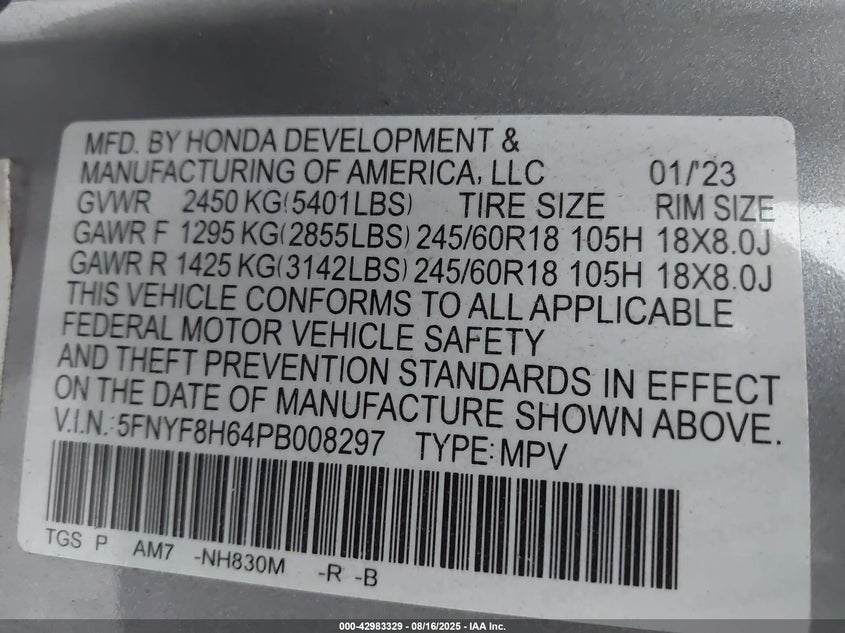 MFD. BY HONDA DEVELOPMENT &
MANUFACTURING OF AMERICA, LLC 01/'23
GVWR 2450 KG(5401LBS) TIRE SIZE RIM SIZE
GAWR F 1295 KG(2855LBS) 245/60R18 105H 18X8.0J
GAWR R 1425 KG(3142LBS) 245/60R18 105H 18X8.0J
THIS VEHICLE CONFORMS TO ALL APPLICABLE
FEDERAL MOTOR VEHICLE SAFETY
AND THEFT PREVENTION STANDARDS IN EFFECT
ON THE DATE OF MANUFACTURE SHOWN ABOVE.
V.I.N.:5FNYF8H64PB008297 TYPE:MPV
TGS P AM7 -NH830M -R -B
000-42983329 - 08/16/2025 - IAA Inc.